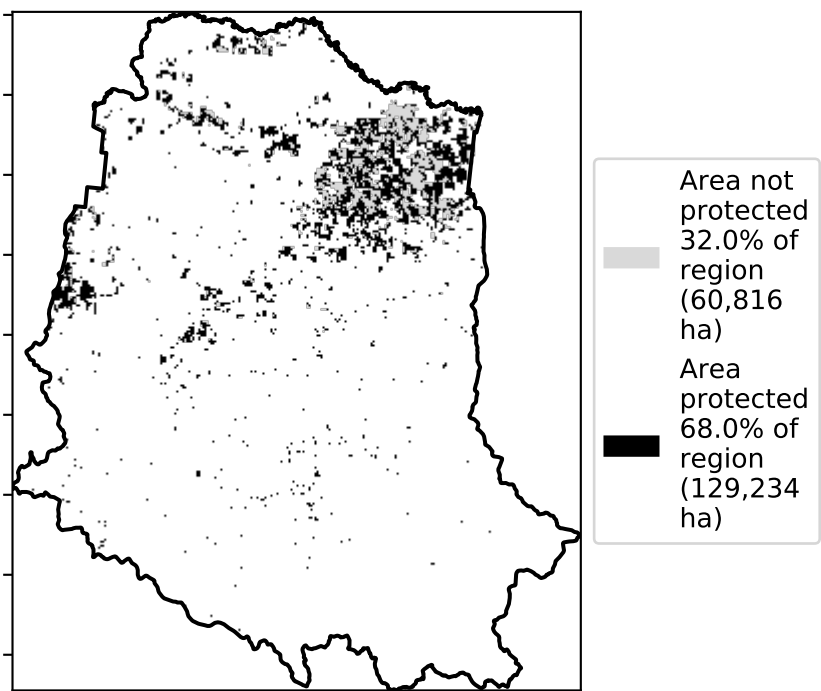 Area not
protected
32.0% of
region
(60,816
ha)
Area
protected
68.0% of
region
(129,234
ha)